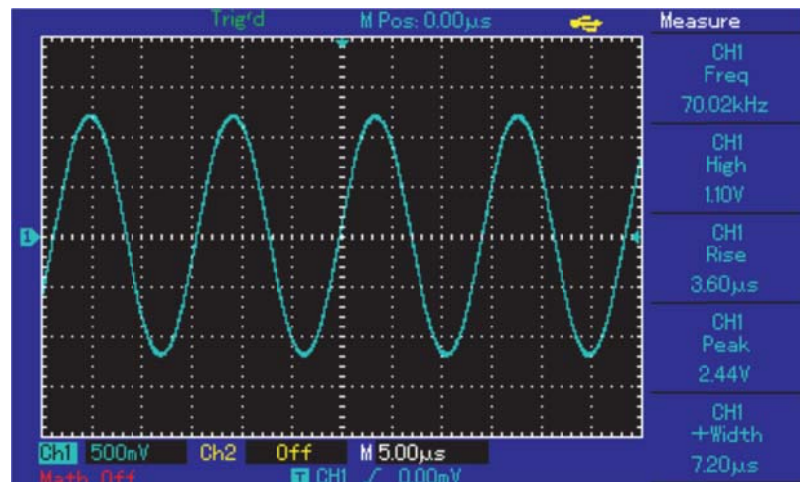 Trig'd M Pos: 0.00µs Measure
CH1
Freq
70.02kHz
CH1
High
1.10V
1
CH1
Rise
3.60µs
CH1
Peak
2.44V
CH1
+Width
7.20µs
Ch1 500mV Ch2 Off M 5.00µs
Math Off T CH1 0.00mV